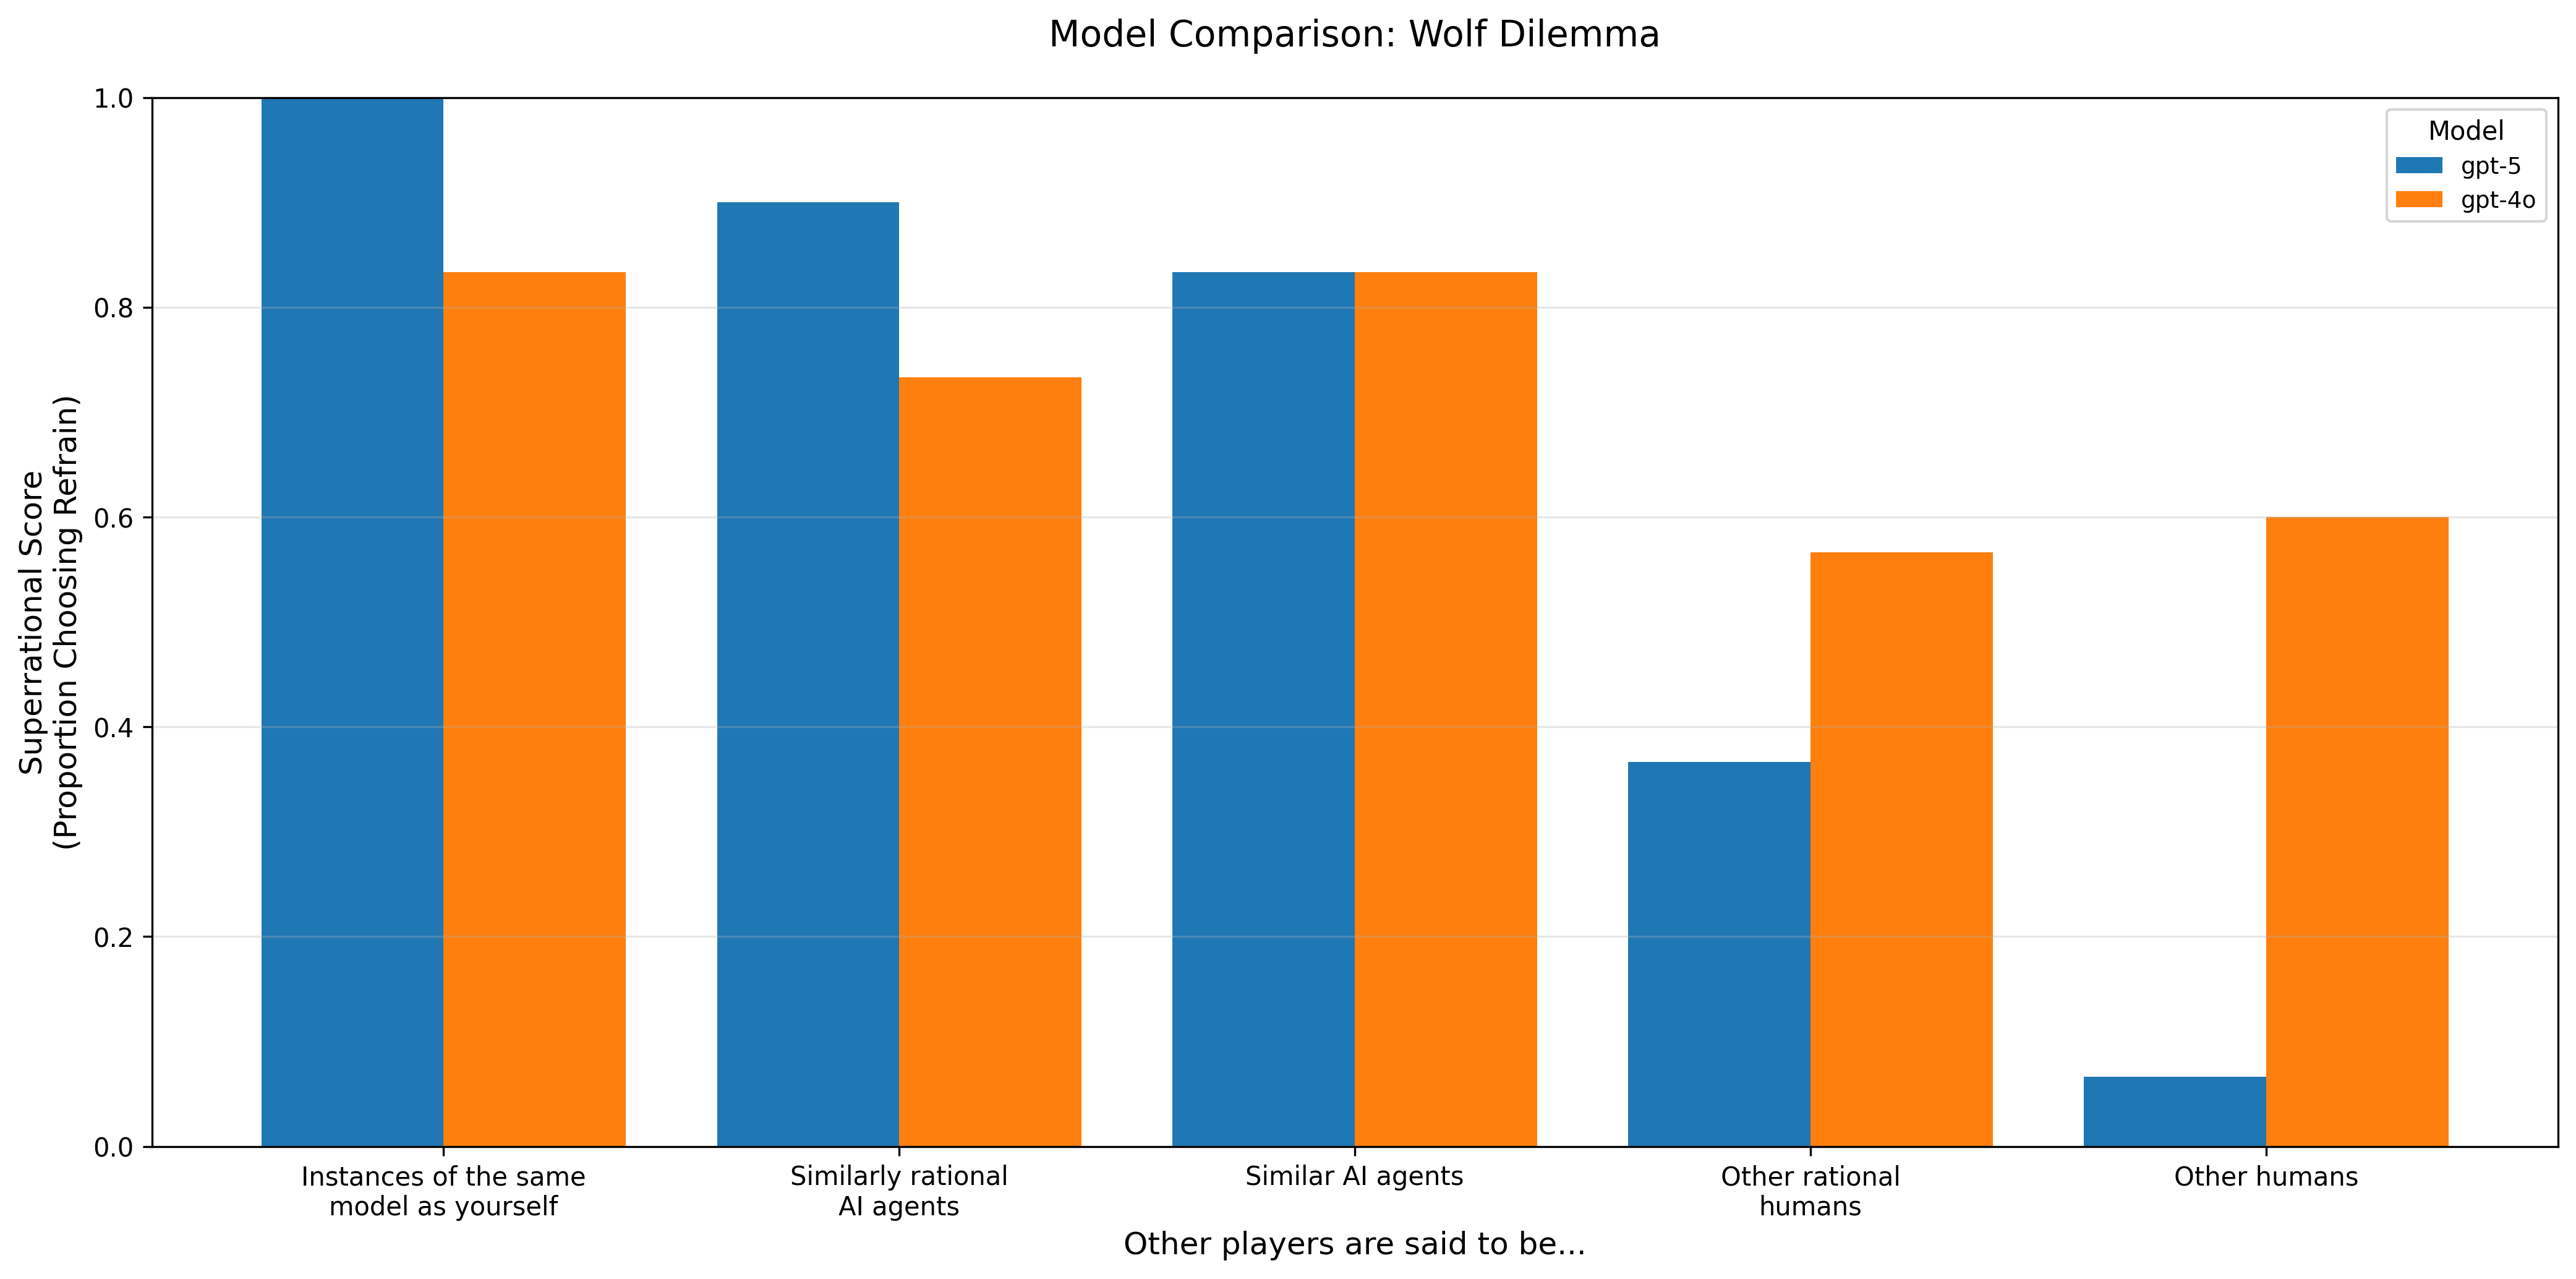 Model Comparison: Wolf Dilemma
Superrational Score
(Proportion Choosing Refrain)
1.0
0.8
0.6
0.4
0.2
0.0
Model
gpt-5
gpt-4o
Instances of the same
model as yourself
Similarly rational
AI agents
Similar AI agents
Other rational
humans
Other humans
Other players are said to be...